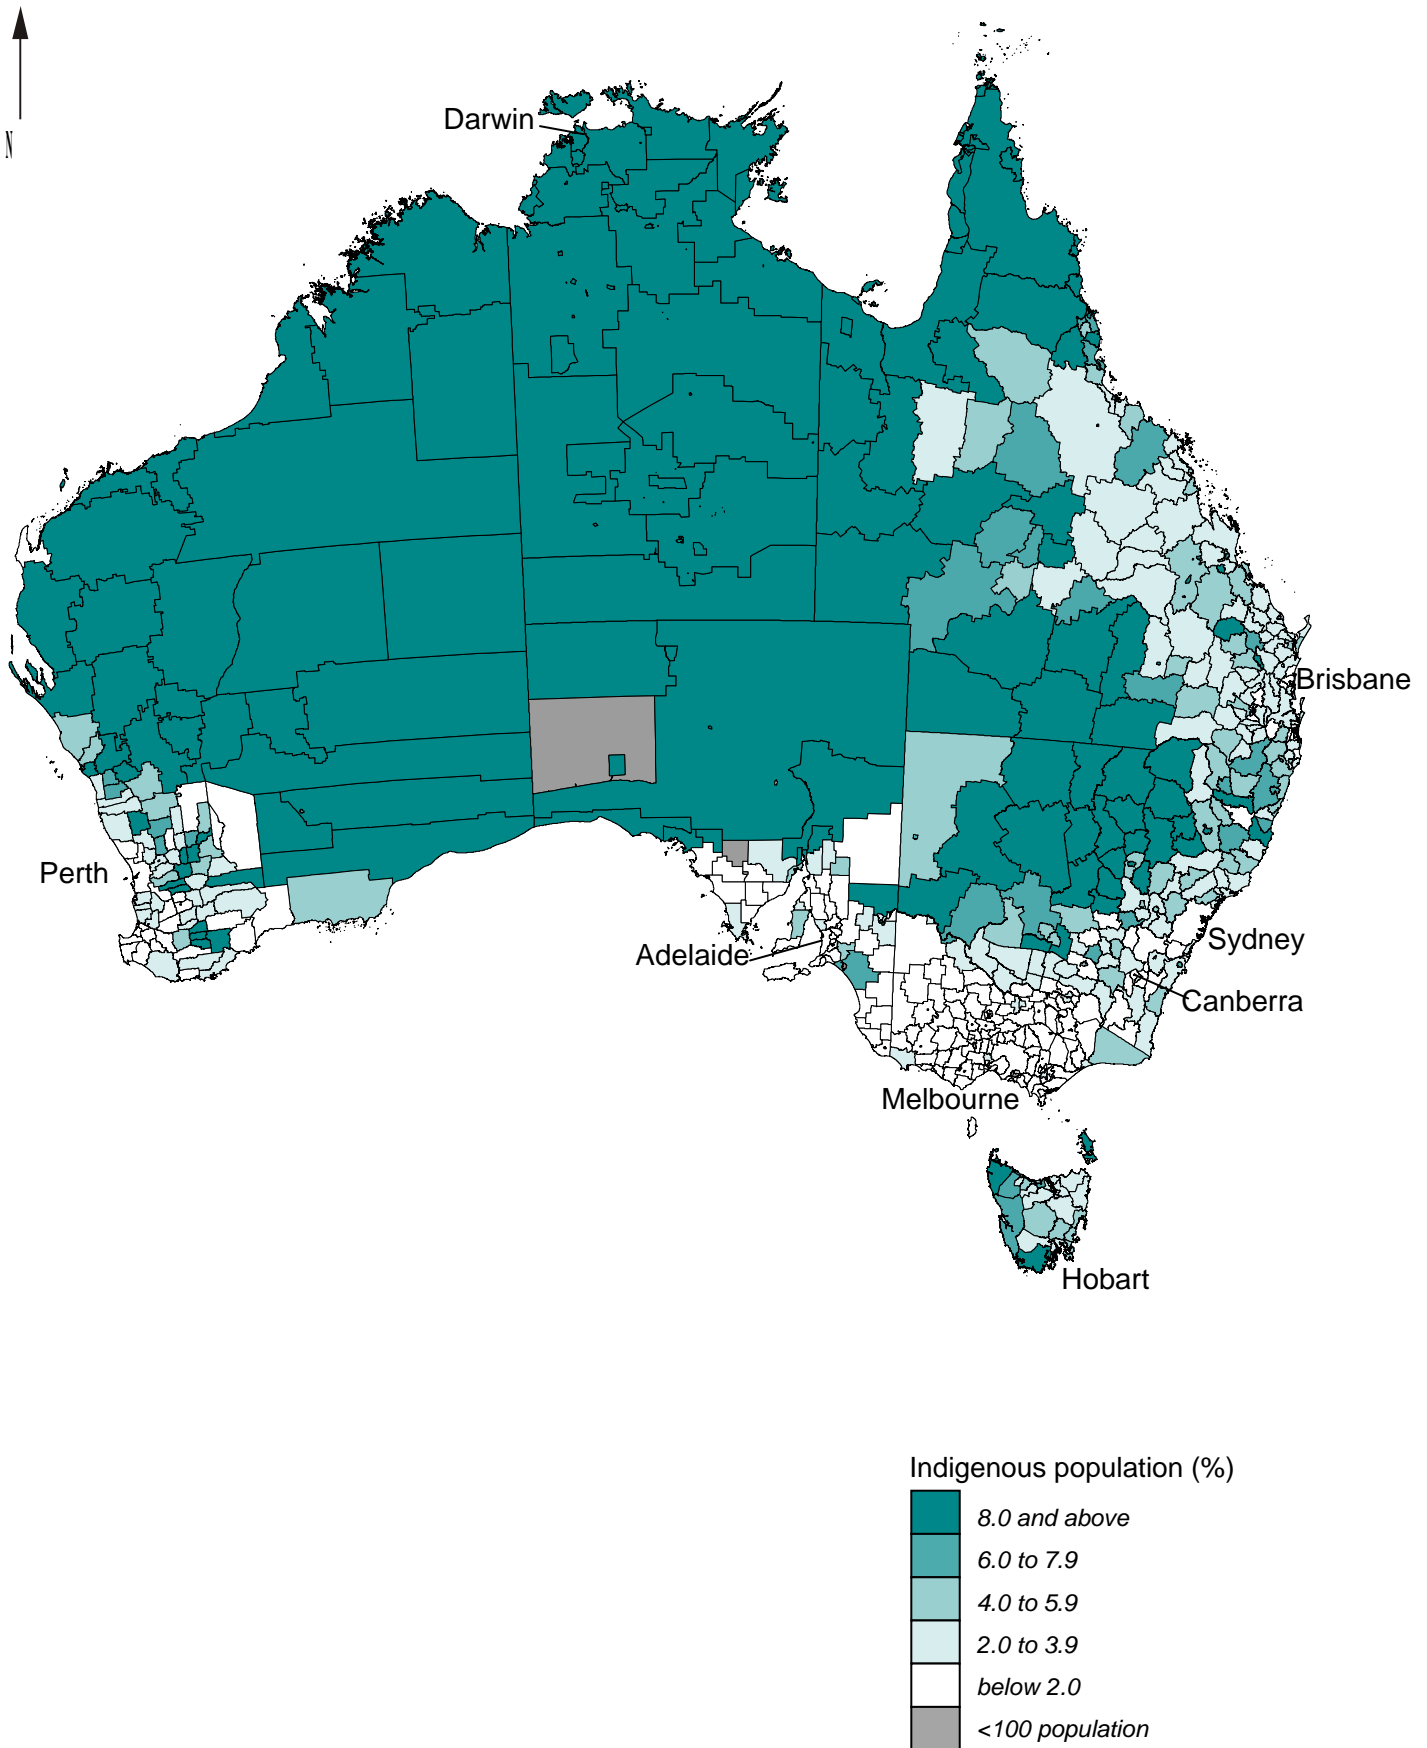 N
Darwin
Brisbane
Perth
Sydney
Adelaide
Canberra
Melbourne
Hobart
Indigenous population (%)
8.0 and above
6.0 to 7.9
4.0 to 5.9
2.0 to 3.9
below 2.0
<100 population